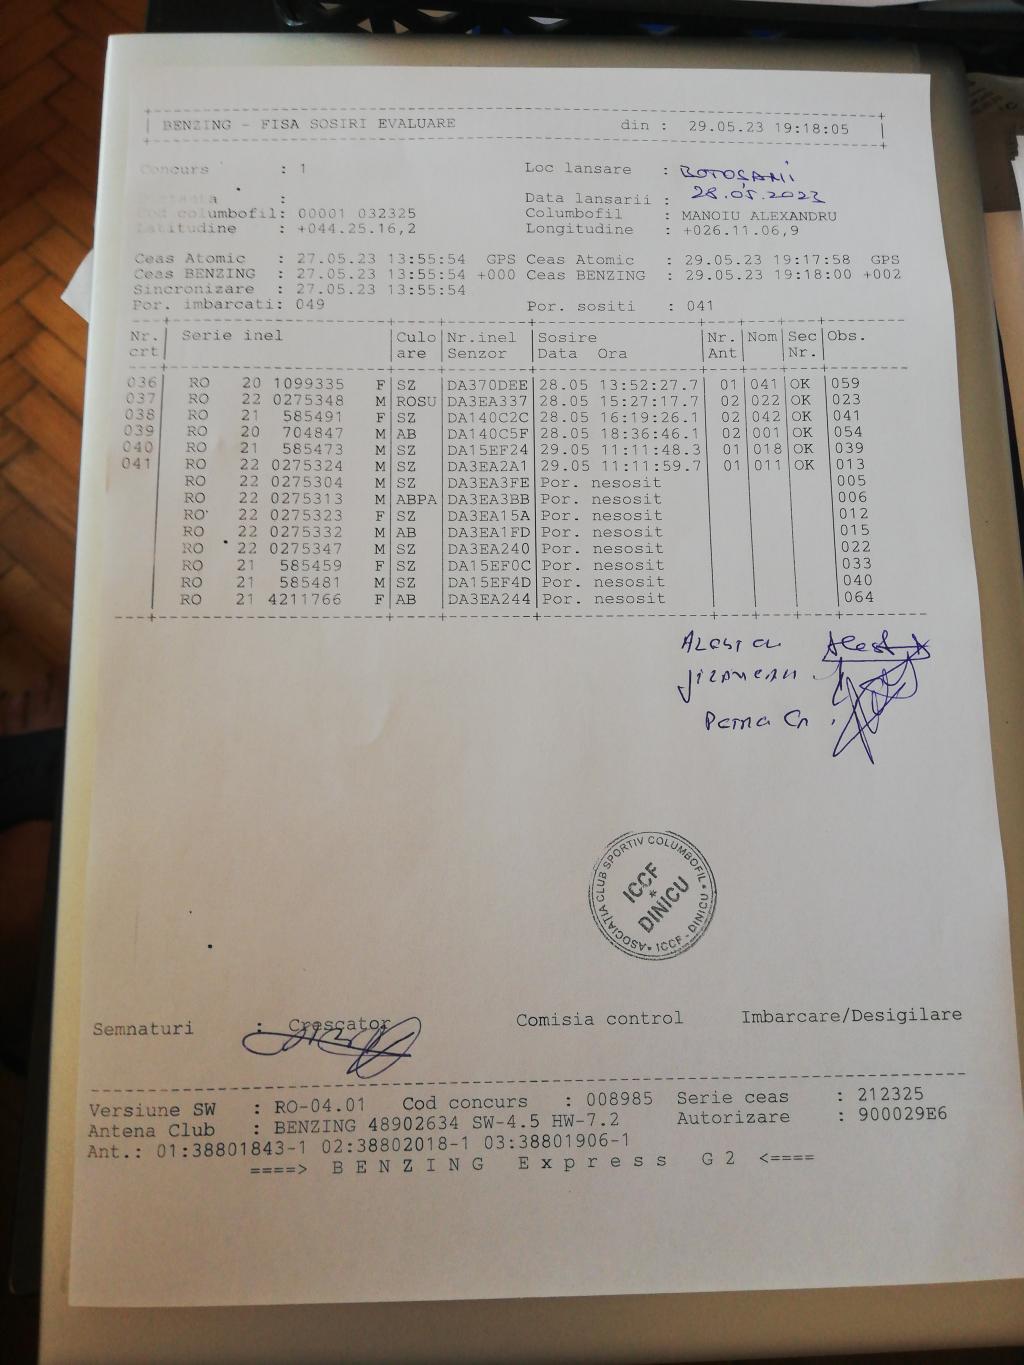 BENZING - FISA SOSIRI EVALUARE din : 29.05.23 19:18:05
Concurs : 1 Loc lansare : BOTOȘANI
: Data lansarii : 28.05.2023
Cod columbofil: 00001 032325 Columbofil : MANOIU ALEXANDRU
Latitudine : +044.25.16,2 Longitudine : +026.11.06,9
Ceas Atomic : 27.05.23 13:55:54 GPS Ceas Atomic : 29.05.23 19:17:58 GPS
Ceas BENZING : 27.05.23 13:55:54 +000 Ceas BENZING : 29.05.23 19:18:00 +002
Sincronizare : 27.05.23 13:55:54
Por. imbarcati: 049 Por. sositi : 041
Nr. Serie inel Culo Nr.inel Sosire Nr. Nom Sec Obs.
crt are Senzor Data Ora Ant Nr.
036 RO 20 1099335 F SZ DA370DEE 28.05 13:52:27.7 01 041 OK 059
037 RO 22 0275348 M ROSU DA3EA337 28.05 15:27:17.7 02 022 OK 023
038 RO 21 585491 F SZ DA140C2C 28.05 16:19:26.1 02 042 OK 041
039 RO 20 704847 M AB DA140C5F 28.05 18:36:46.1 02 001 OK 054
040 RO 21 585473 M SZ DA15EF24 29.05 11:11:48.3 01 018 OK 039
041 RO 22 0275324 M SZ DA3EA2A1 29.05 11:11:59.7 01 011 OK 013
RO 22 0275304 M SZ DA3EA3FE Por. nesosit 005
RO 22 0275313 M ABPA DA3EA3BB Por. nesosit 006
RO 22 0275323 F SZ DA3EA15A Por. nesosit 012
RO 22 0275332 M AB DA3EA1FD Por. nesosit 015
RO 22 0275347 M SZ DA3EA240 Por. nesosit 022
RO 21 585459 F SZ DA15EF0C Por. nesosit 033
RO 21 585481 M SZ DA15EF4D Por. nesosit 040
RO 21 4211766 F AB DA3EA244 Por. nesosit 064
ASOCIAȚIA CLUB SPORTIV COLUMBOFIL
ICCF
DINICU
ICCF - DINICU
Semnaturi : Crescator Comisia control Imbarcare/Desigilare
Versiune SW : RO-04.01 Cod concurs : 008985 Serie ceas : 212325
Antena Club : BENZING 48902634 SW-4.5 HW-7.2 Autorizare : 900029E6
Ant.: 01:38801843-1 02:38802018-1 03:38801906-1
====> B E N Z I N G E x p r e s s G 2 <====